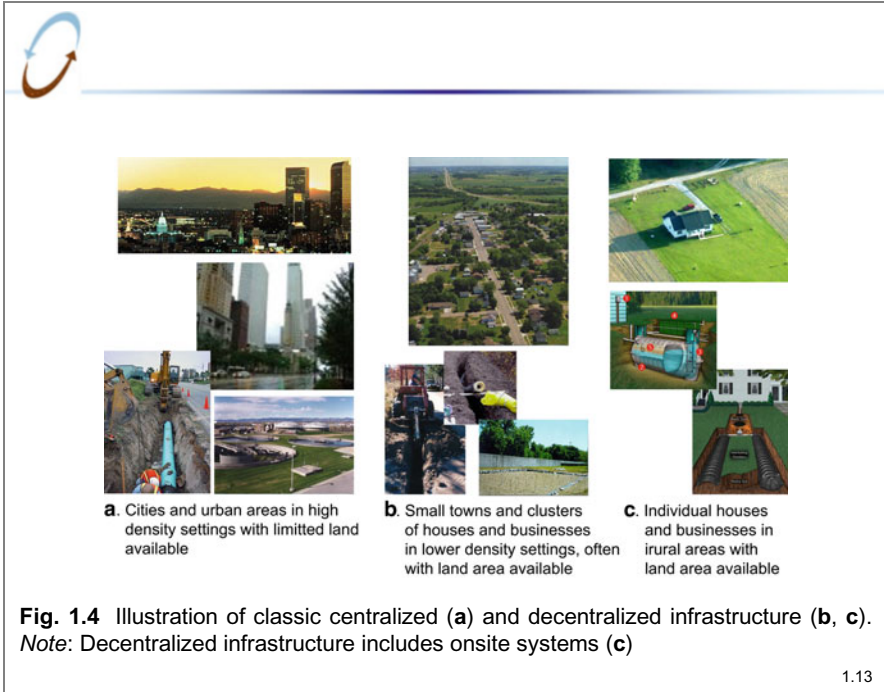 a. Cities and urban areas in high
density settings with limitted land
available
b. Small towns and clusters
of houses and businesses
in lower density settings, often
with land area available
c. Individual houses
and businesses in
irural areas with
land area available
Fig. 1.4 Illustration of classic centralized (a) and decentralized infrastructure (b, c).
Note: Decentralized infrastructure includes onsite systems (c)
1.13